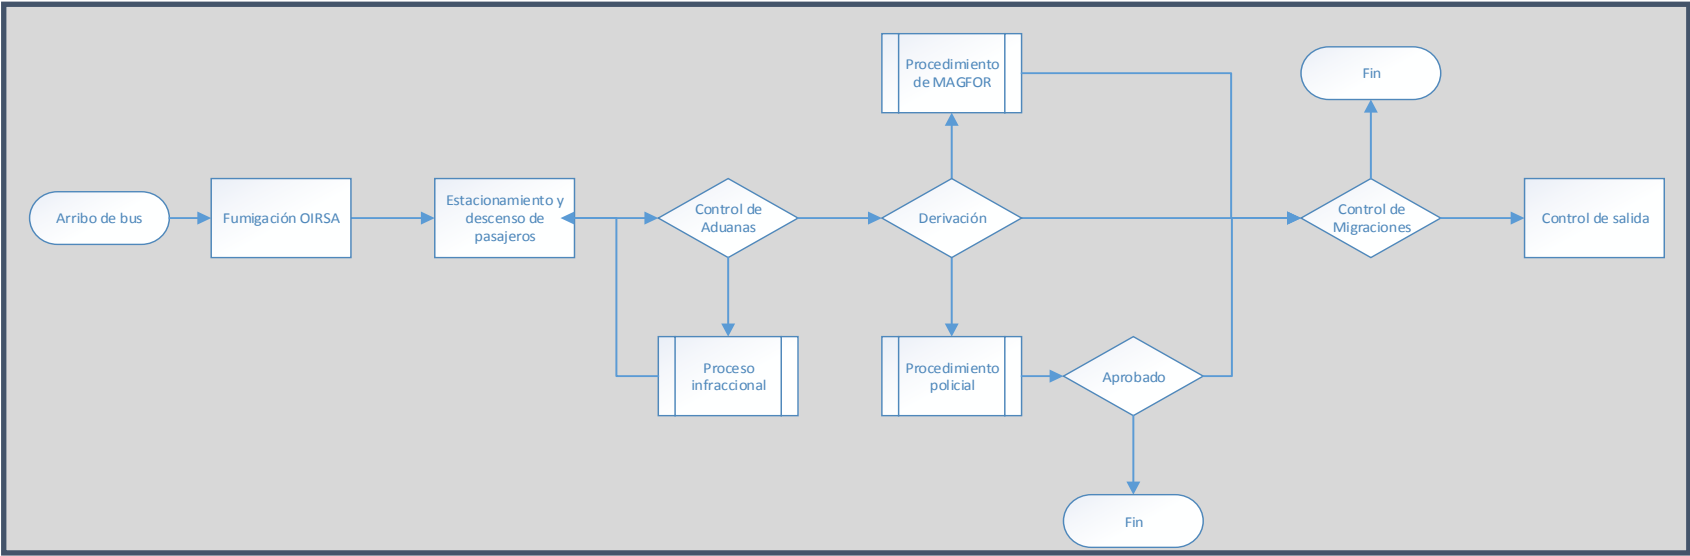 Arribo de bus
Fumigación OIRSA
Estacionamiento y
descenso de
pasajeros
Control de
Aduanas
Proceso
infraccional
Derivación
Procedimiento
de MAGFOR
Procedimiento
policial
Aprobado
Fin
Control de
Migraciones
Fin
Control de salida